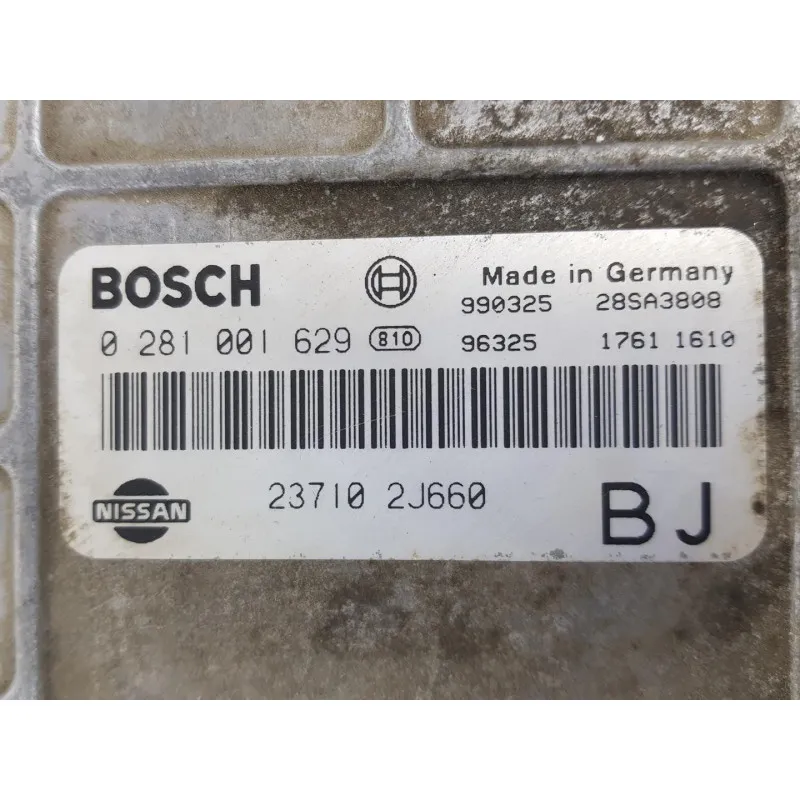 BOSCH Made in Germany
990325 28SA3808
0 281 001 629 810 96325 1761 1610
NISSAN 23710 2J660 BJ